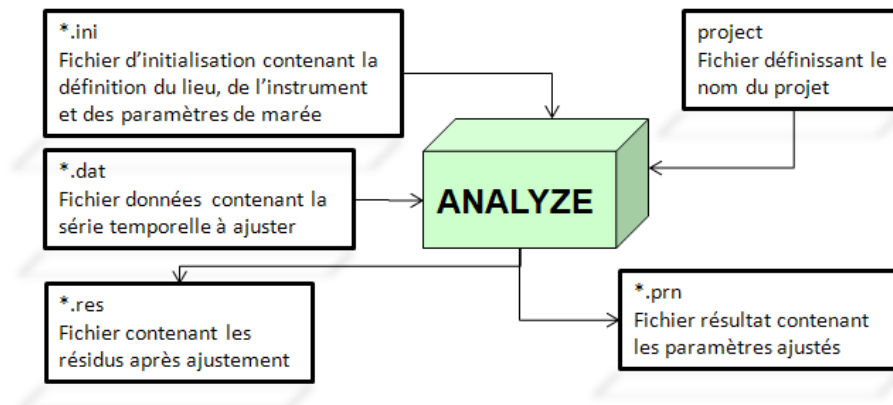 *.ini
Fichier d'initialisation contenant la
définition du lieu, de l'instrument
et des paramètres de marée
project
Fichier définissant le
nom du projet
*.dat
Fichier données contenant la
série temporelle à ajuster
ANALYZE
*.res
Fichier contenant les
résidus après ajustement
*.prn
Fichier résultat contenant
les paramètres ajustés